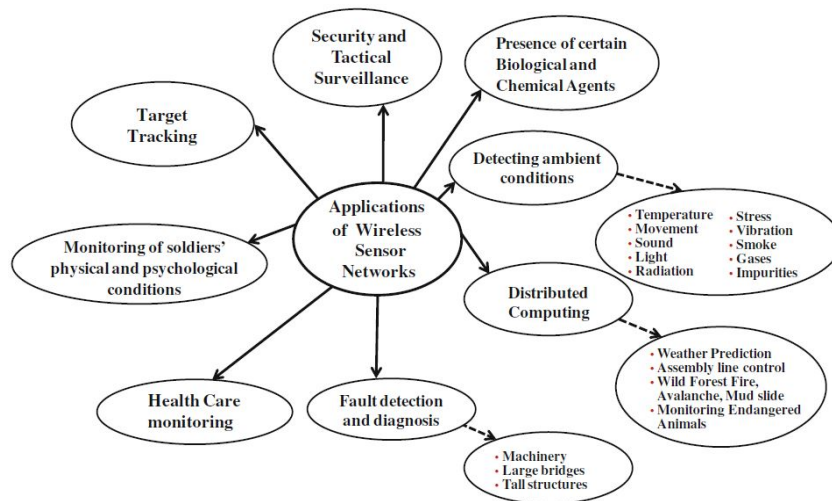 Security and
Tactical
Surveillance
Presence of certain
Biological and
Chemical Agents
Target
Tracking
Detecting ambient
conditions
Applications
of Wireless
Sensor
Networks
• Temperature
• Movement
• Sound
• Light
• Radiation
• Stress
• Vibration
• Smoke
• Gases
• Impurities
Monitoring of soldiers'
physical and psychological
conditions
Distributed
Computing
• Weather Prediction
• Assembly line control
• Wild Forest Fire,
Avalanche, Mud slide
• Monitoring Endangered
Animals
Health Care
monitoring
Fault detection
and diagnosis
• Machinery
• Large bridges
• Tall structures